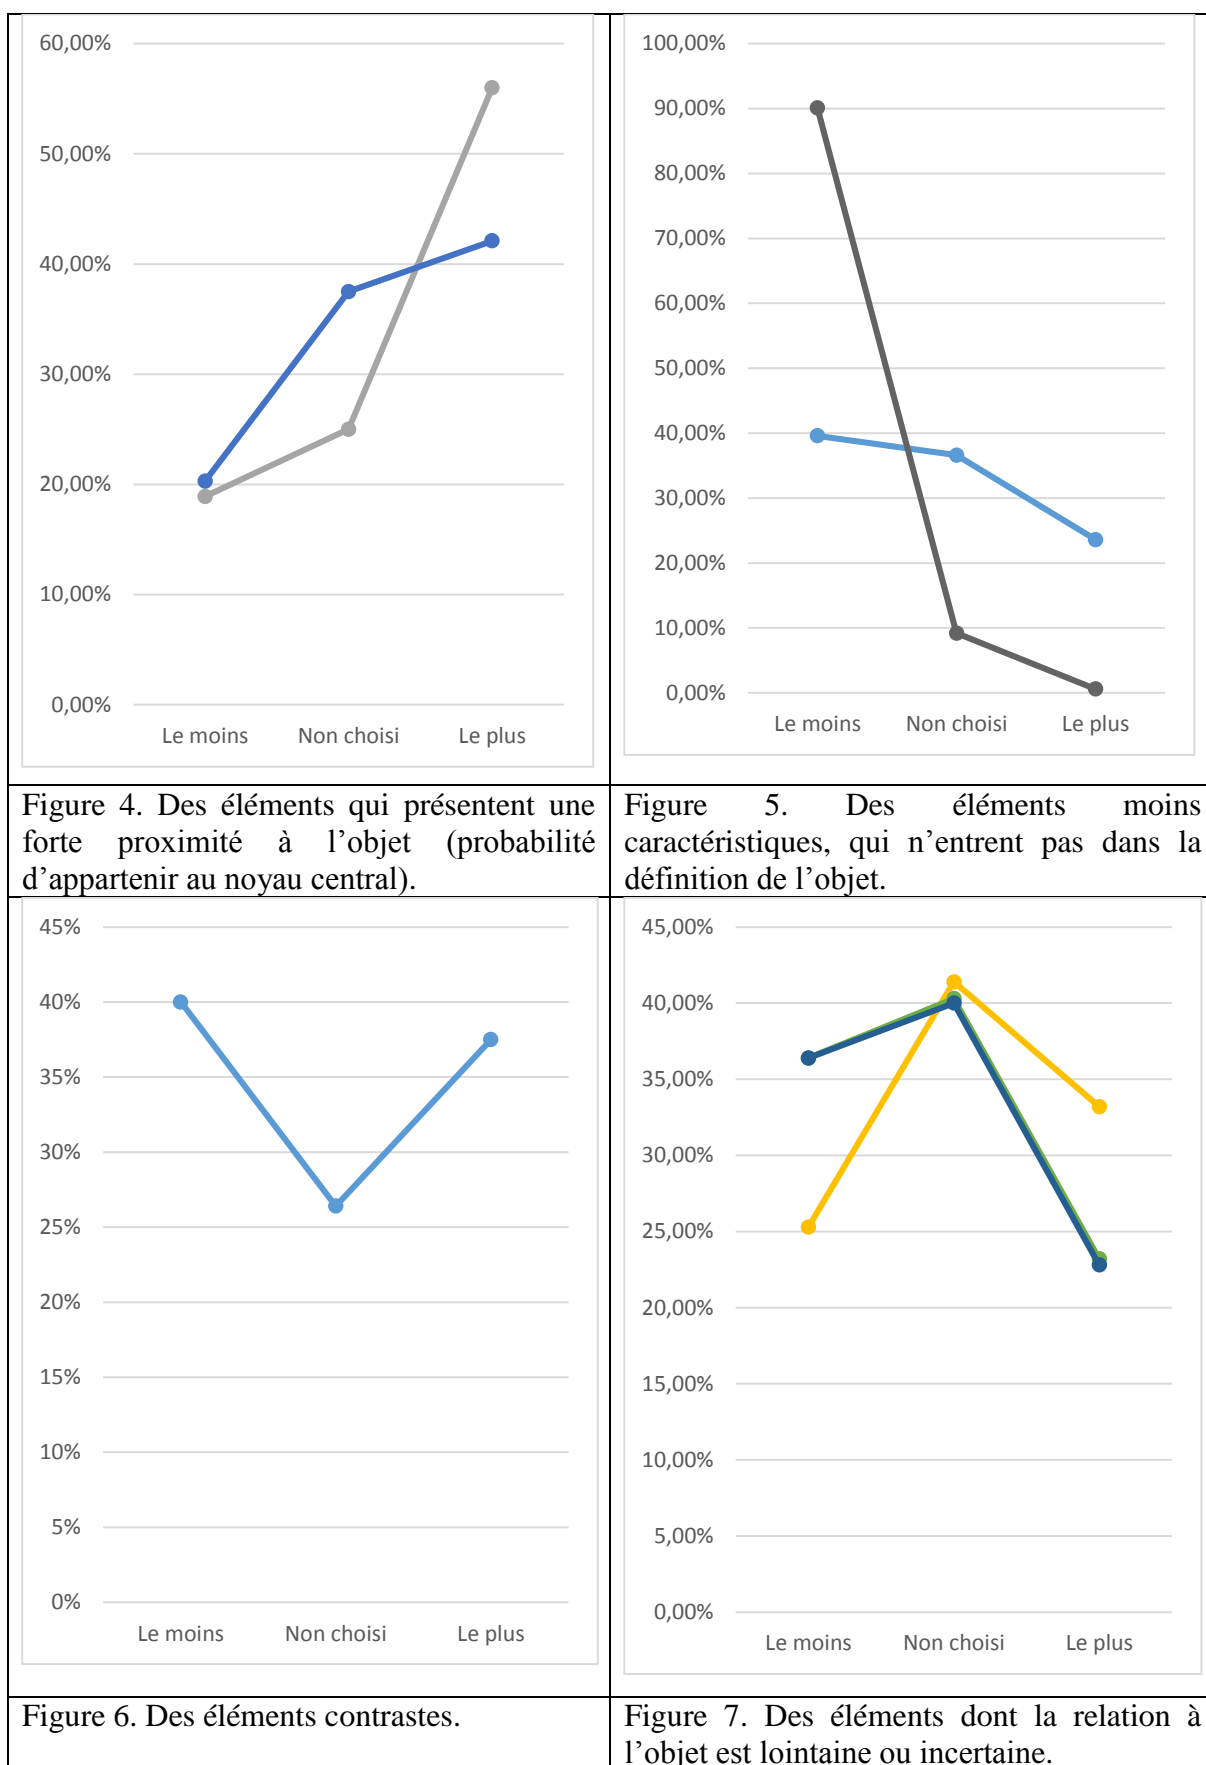 60,00%
50,00%
40,00%
30,00%
20,00%
10,00%
0,00%
Le moins Non choisi Le plus
100,00%
90,00%
80,00%
70,00%
60,00%
50,00%
40,00%
30,00%
20,00%
10,00%
0,00%
Le moins Non choisi Le plus
Figure 4. Des éléments qui présentent une
forte proximité à l’objet (probabilité
d’appartenir au noyau central).
Figure 5. Des éléments moins
caractéristiques, qui n’entrent pas dans la
définition de l’objet.
45%
40%
35%
30%
25%
20%
15%
10%
5%
0%
Le moins Non choisi Le plus
45,00%
40,00%
35,00%
30,00%
25,00%
20,00%
15,00%
10,00%
5,00%
0,00%
Le moins Non choisi Le plus
Figure 6. Des éléments contrastes.
Figure 7. Des éléments dont la relation à
l’objet est lointaine ou incertaine.